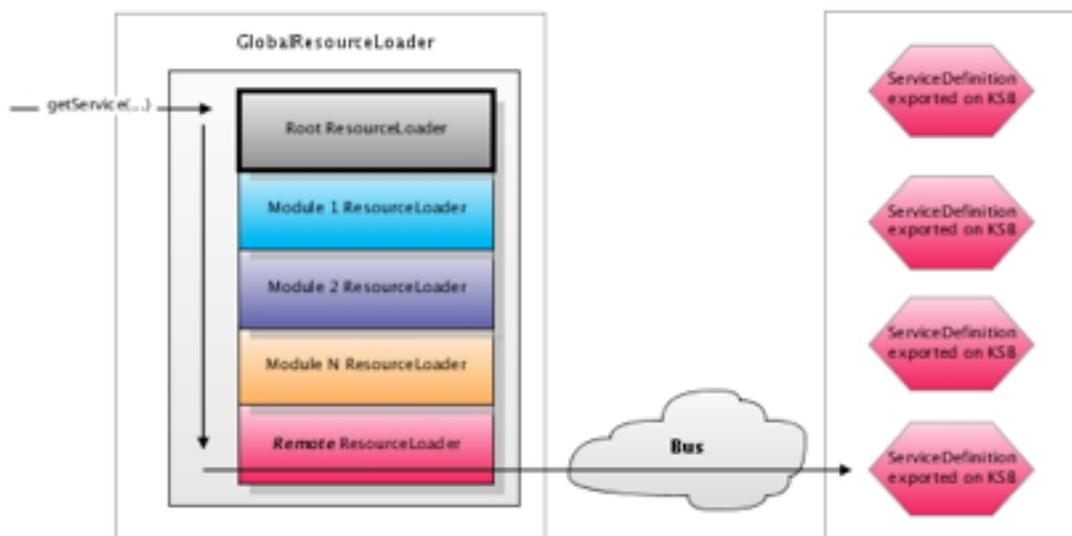 GlobalResourceLoader
getService(...)
Root ResourceLoader
Module 1 ResourceLoader
Module 2 ResourceLoader
Module N ResourceLoader
Remote ResourceLoader
Bus
ServiceDefinition
exported on KSB
ServiceDefinition
exported on KSB
ServiceDefinition
exported on KSB
ServiceDefinition
exported on KSB